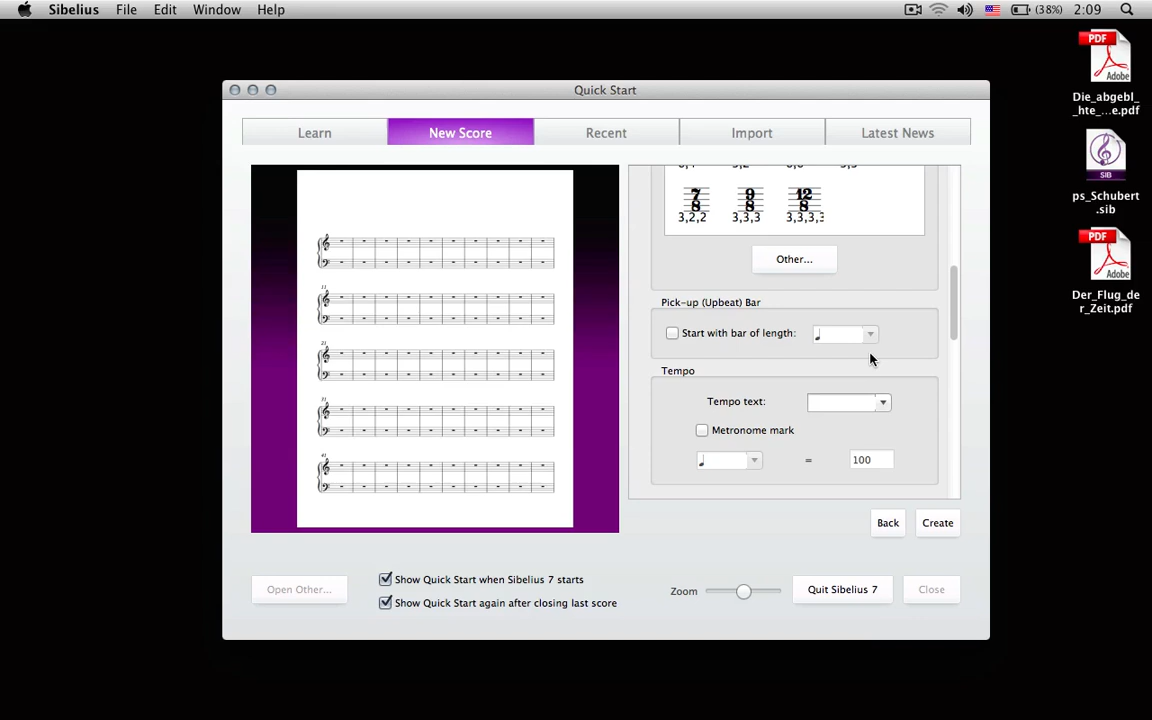 Sibelius File Edit Window Help (38%) 2:09
Quick Start
Learn New Score Recent Import Latest News
7 9 12
8 8 8
3,2,2 3,3,3 3,3,3,3
Other...
Pick-up (Upbeat) Bar
Start with bar of length:
Tempo
Tempo text:
Metronome mark
= 100
Back Create
Open Other...
Show Quick Start when Sibelius 7 starts
Show Quick Start again after closing last score
Zoom
Quit Sibelius 7
Close
PDF
Adobe
Die_abgebl_
_hte_...e.pdf
SIB
ps_Schubert
.sib
PDF
Adobe
Der_Flug_de
r_Zeit.pdf